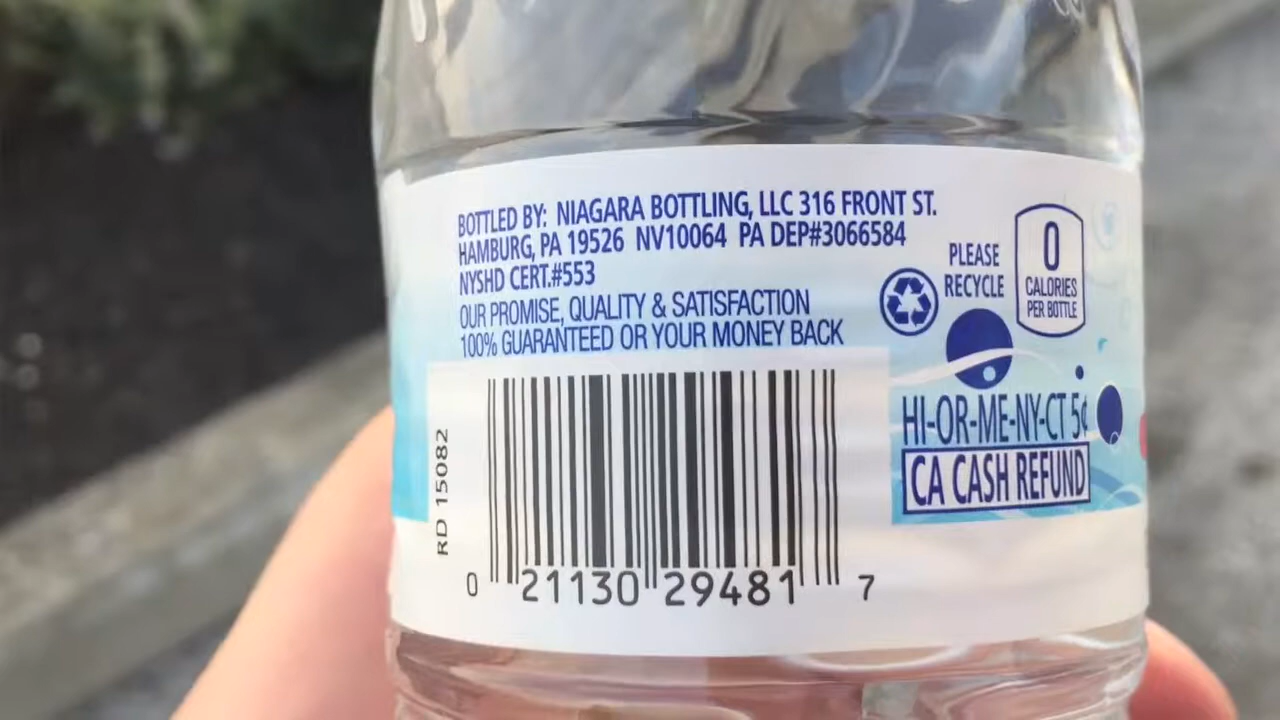 BOTTLED BY: NIAGARA BOTTLING, LLC 316 FRONT ST.
HAMBURG, PA 19526 NV10064 PA DEP#3066584
NYSHD CERT.#553
OUR PROMISE, QUALITY & SATISFACTION
100% GUARANTEED OR YOUR MONEY BACK
PLEASE
RECYCLE
0
CALORIES
PER BOTTLE
HI-OR-ME-NY-CT 5¢
CA CASH REFUND
RD 15082
0 21130 29481 7